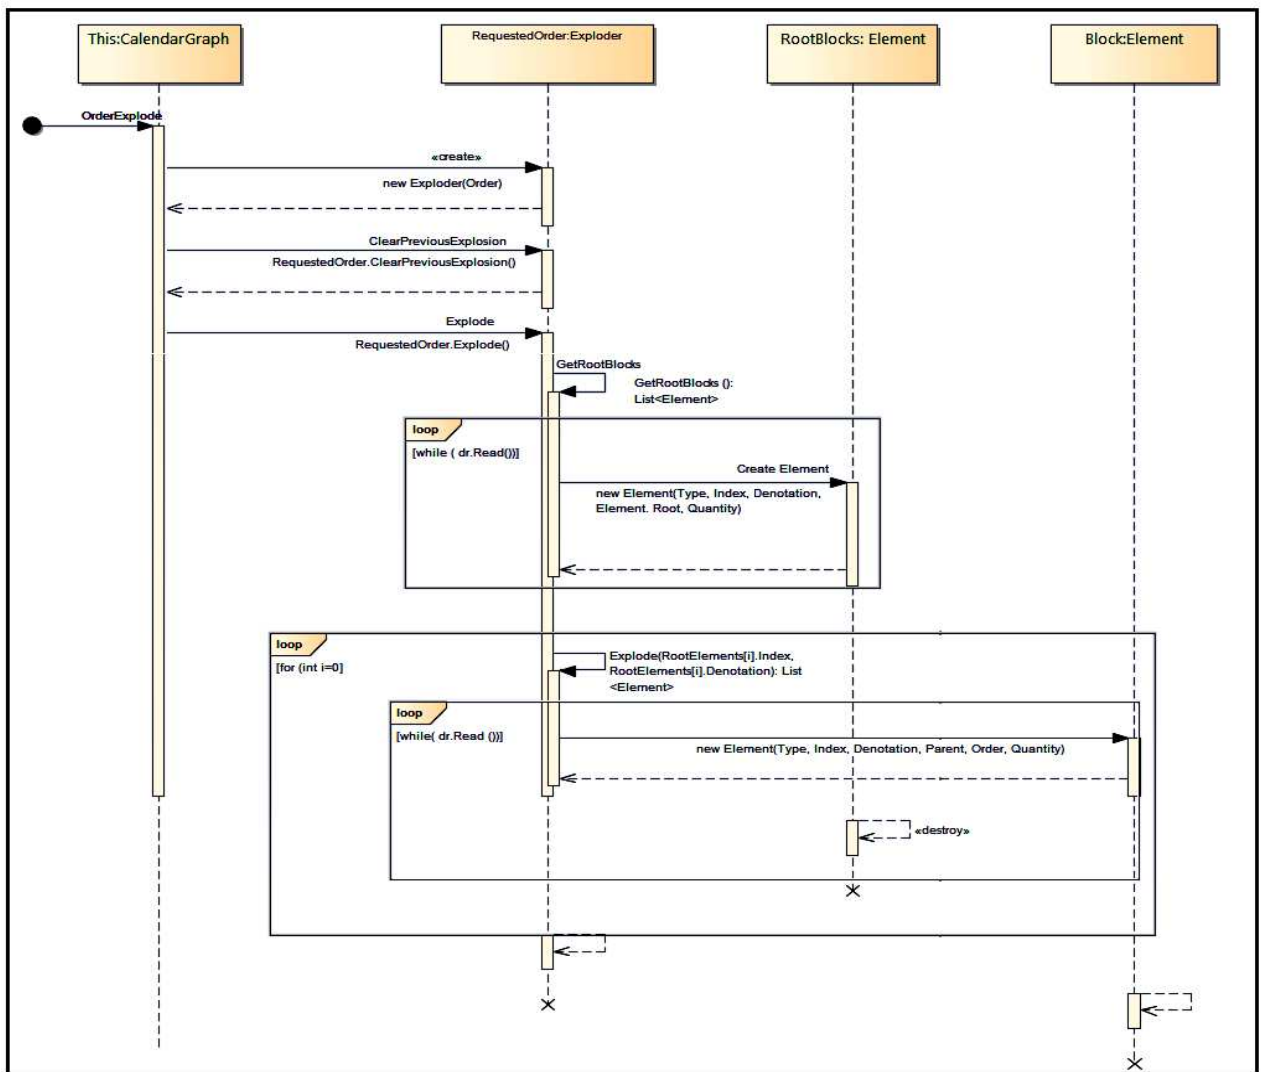 This:CalendarGraph
RequestedOrder:Exploder
RootBlocks: Element
Block:Element
OrderExplode
«create»
new Exploder(Order)
ClearPreviousExplosion
RequestedOrder.ClearPreviousExplosion()
Explode
RequestedOrder.Explode()
GetRootBlocks
GetRootBlocks ():
List<Element>
loop
[while ( dr.Read())]
Create Element
new Element(Type, Index, Denotation,
Element. Root, Quantity)
loop
[for (int i=0]
Explode(RootElements[i].Index,
RootElements[i].Denotation): List
<Element>
loop
[while( dr.Read ())]
new Element(Type, Index, Denotation, Parent, Order, Quantity)
«destroy»